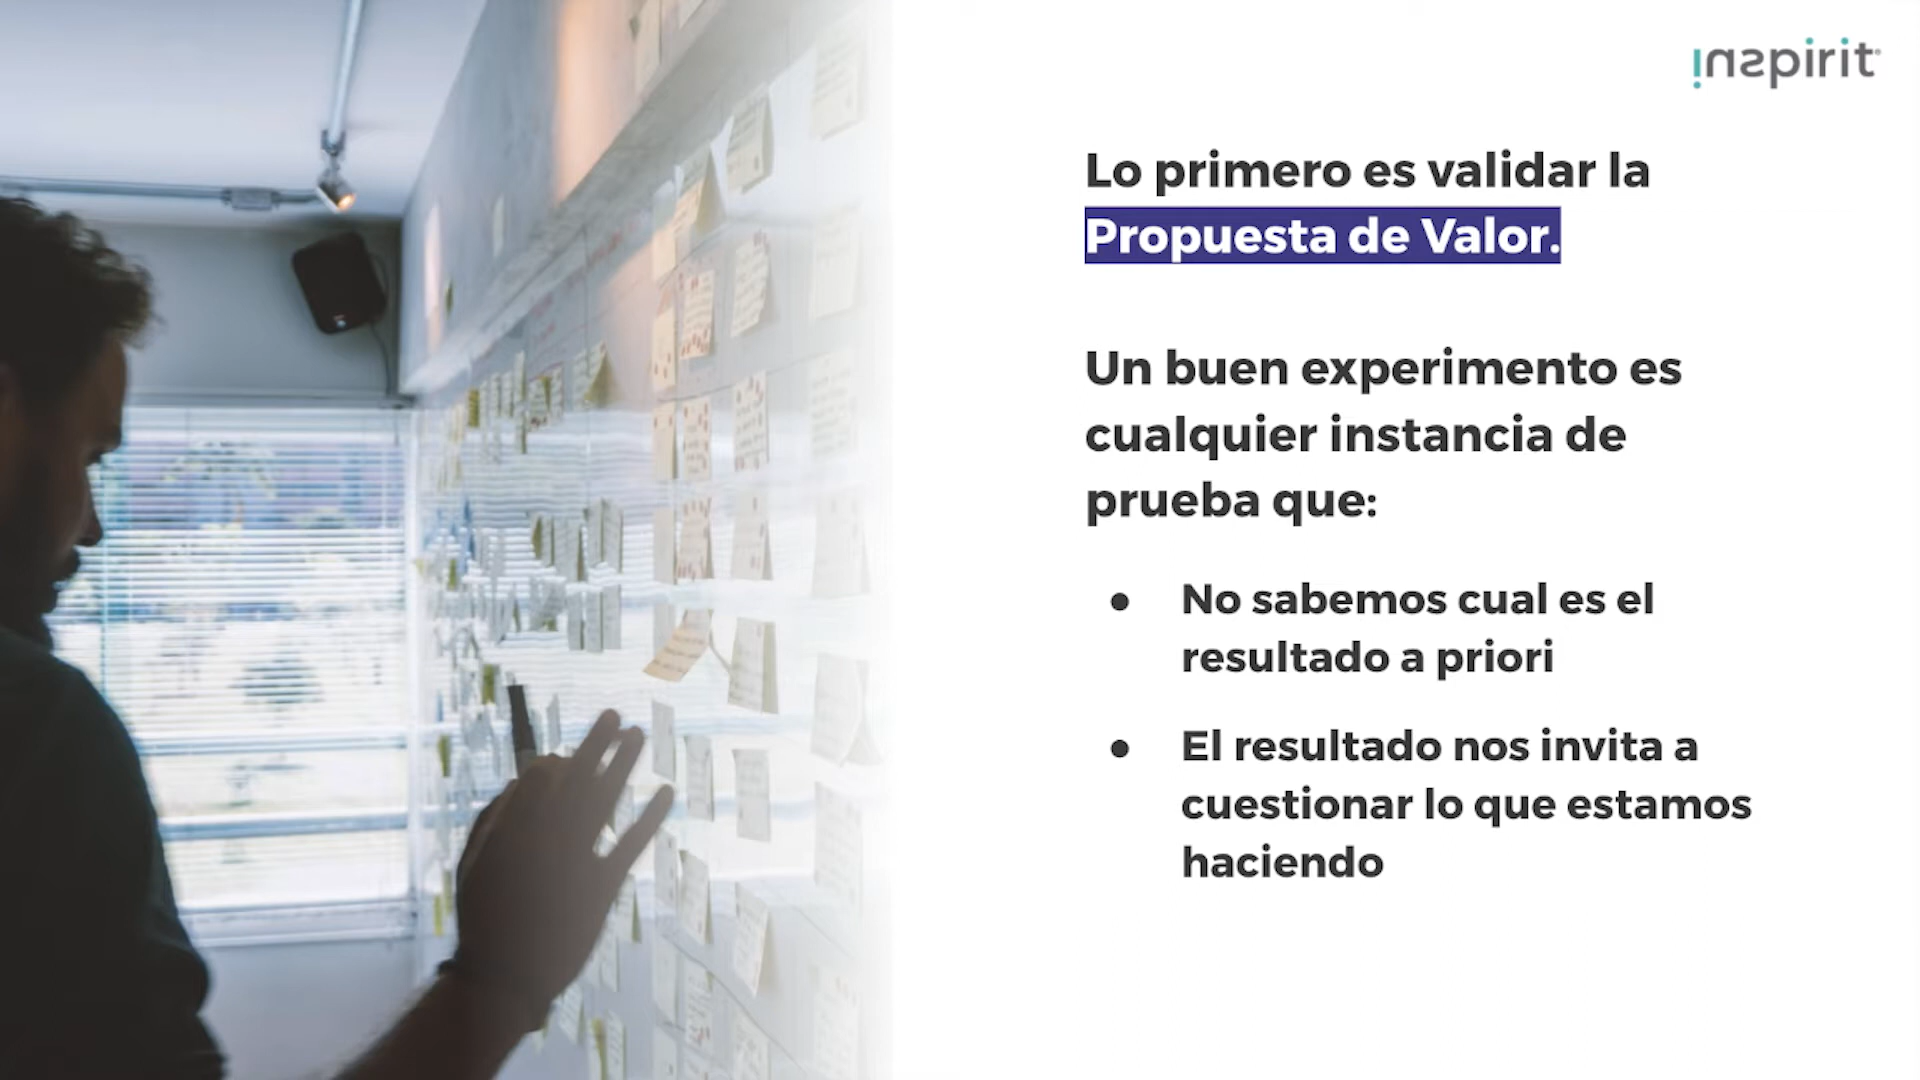 inspirit
Lo primero es validar la
Propuesta de Valor.
Un buen experimento es
cualquier instancia de
prueba que:
● No sabemos cual es el
resultado a priori
● El resultado nos invita a
cuestionar lo que estamos
haciendo